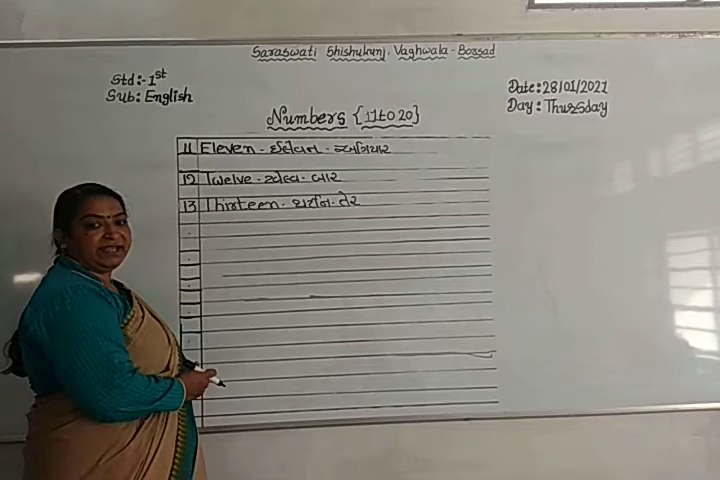 Saraswati Shishukunj. Vaghwala - Borsad
Std:- 1st
Sub: English
Date: 28/01/2021
Day: Thursday
Numbers {11 to 20}
11 Eleven - ઈલેવન - અગિયાર
12 Twelve - ટ્વેલ્વ - બાર
13 Thirteen - થર્ટીન - તેર